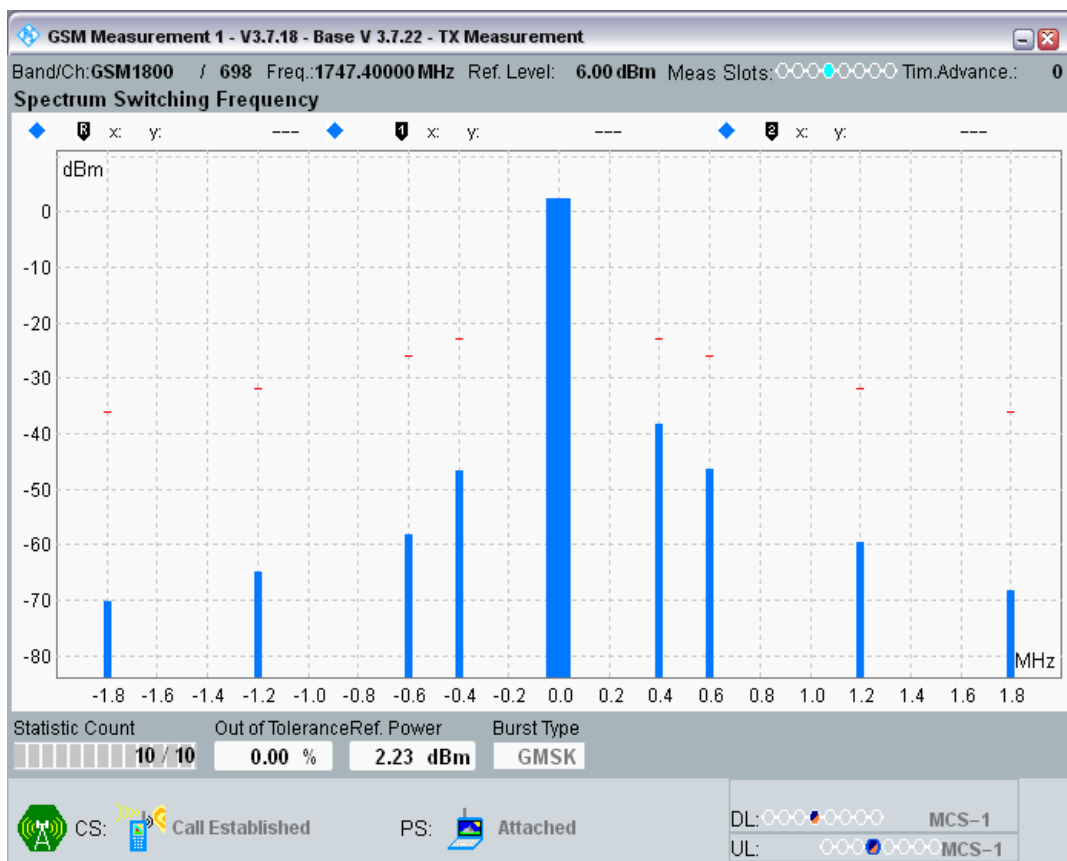 GSM Measurement 1 - V3.7.18 - Base V 3.7.22 - TX Measurement
Band/Ch:GSM1800 / 698 Freq.:1747.40000 MHz Ref. Level: 6.00 dBm Meas Slots: Tim.Advance.: 0
Spectrum Switching Frequency
R x: y: --- 1 x: y: --- 2 x: y: ---
dBm
0
-10
-20
-30
-40
-50
-60
-70
-80
MHz
-1.8 -1.6 -1.4 -1.2 -1.0 -0.8 -0.6 -0.4 -0.2 0.0 0.2 0.4 0.6 0.8 1.0 1.2 1.4 1.6 1.8
Statistic Count Out of Tolerance Ref. Power Burst Type
10 / 10 0.00 % 2.23 dBm GMSK
CS: Call Established PS: Attached DL: MCS-1
UL: MCS-1